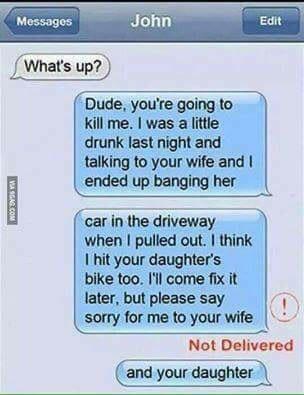 Messages
John
Edit
What's up?
Dude, you're going to
kill me. I was a little
drunk last night and
talking to your wife and I
ended up banging her
car in the driveway
when I pulled out. I think
I hit your daughter's
bike too. I'll come fix it
later, but please say
sorry for me to your wife
!
Not Delivered
and your daughter
VIA 9GAG.COM